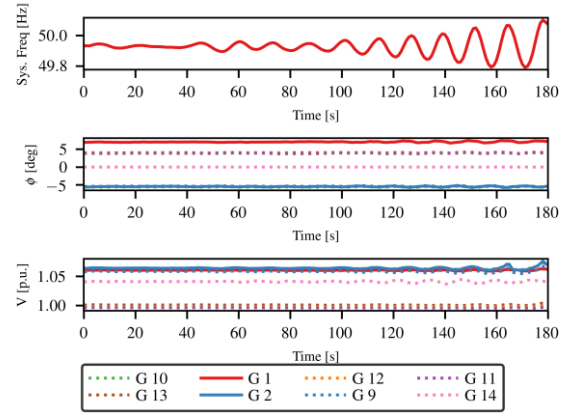 Sys. Freq [Hz]
50.0
49.8
0 20 40 60 80 100 120 140 160 180
Time [s]
ϕ [deg]
5
0
−5
0 20 40 60 80 100 120 140 160 180
Time [s]
V [p.u.]
1.05
1.00
0 20 40 60 80 100 120 140 160 180
Time [s]
G 10 G 1 G 12 G 11
G 13 G 2 G 9 G 14